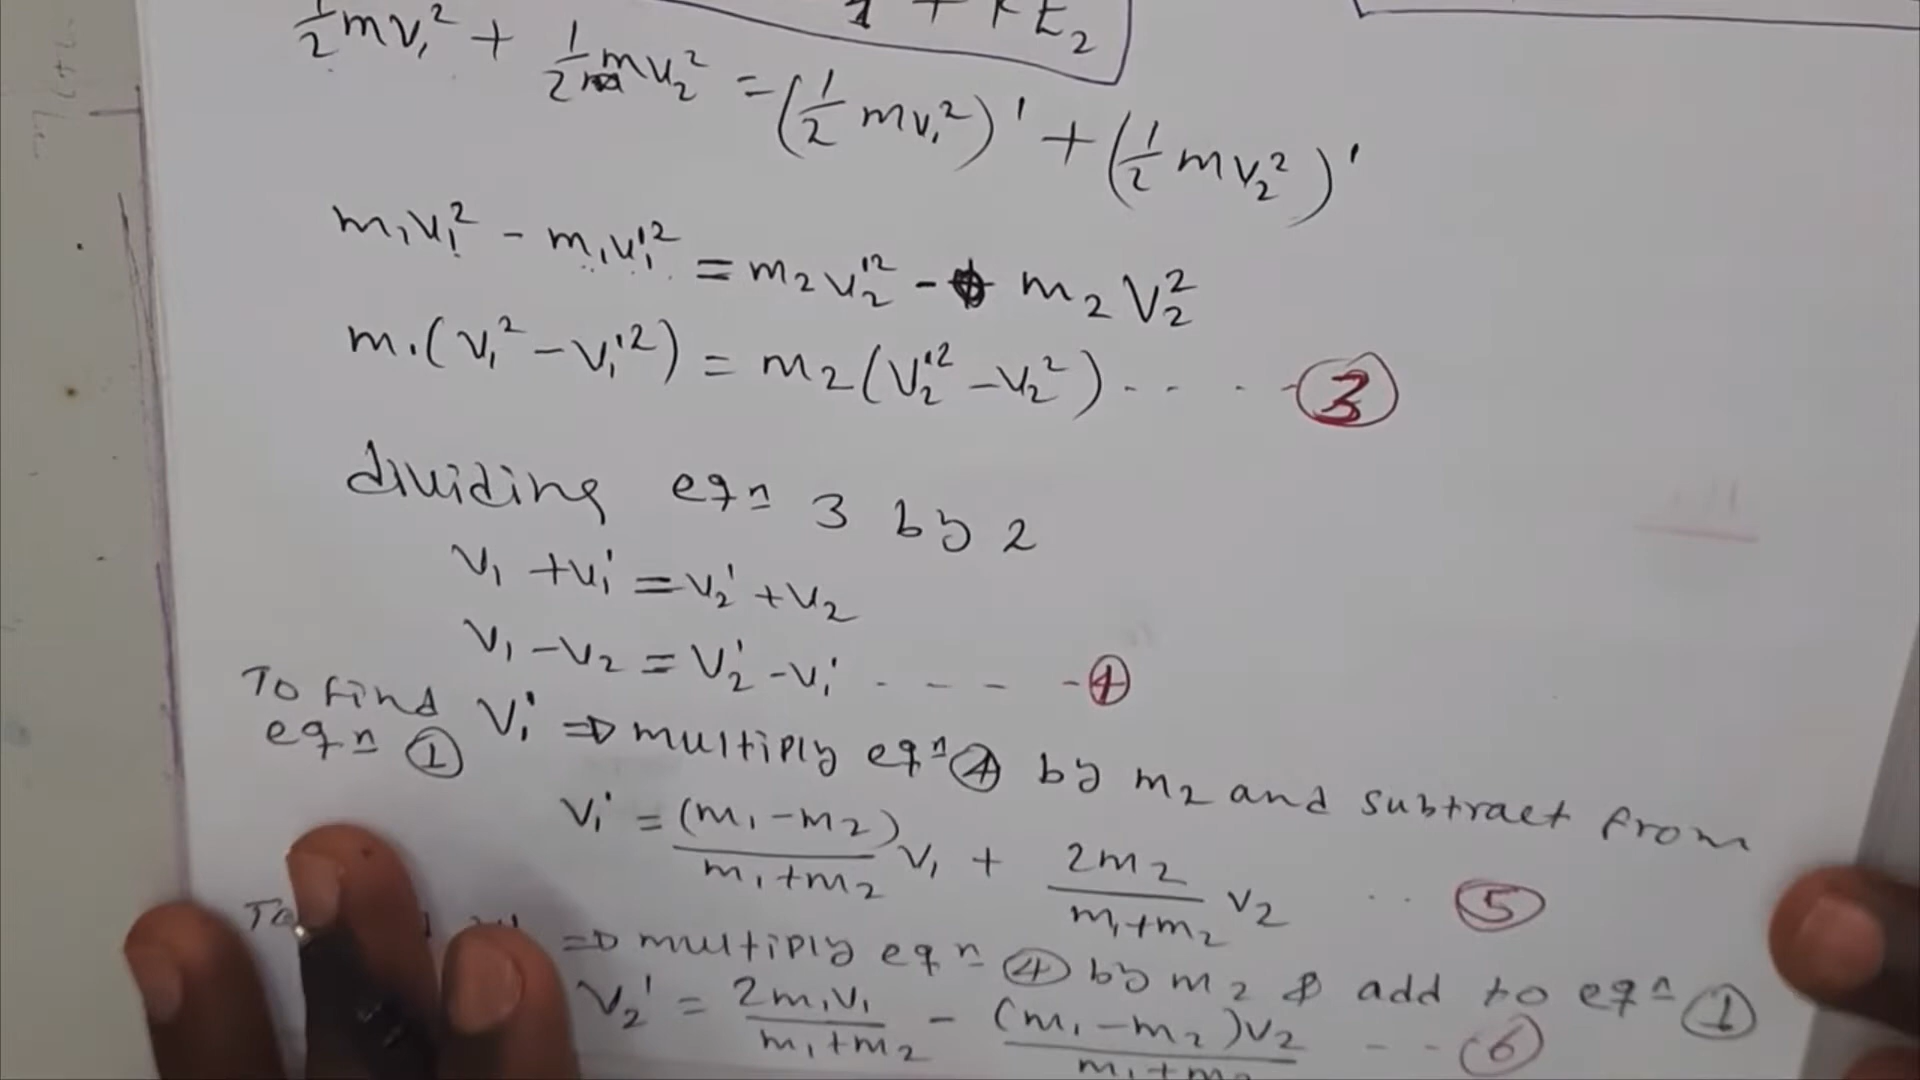 1 + KE₂
½mv₁² + ½mv₂² = (½mv₁²)' + (½mv₂²)'
m₁v₁² - m₁v₁'² = m₂v₂'² - m₂V₂²
m₁(v₁² - v₁'²) = m₂(V₂'² - v₂²) - - - - ③
dividing eqn 3 by 2
v₁ + v₁' = v₂' + v₂
v₁ - v₂ = v₂' - v₁' - - - - ④
To find V₁' ⇒ multiply eqn ④ by m₂ and subtract from
eqn ①
v₁' = (m₁ - m₂)/(m₁ + m₂) v₁ + 2m₂/(m₁ + m₂) v₂ .. ⑤
⇒ multiply eqn ④ by m₂ & add to eqn ①
v₂' = 2m₁v₁/(m₁ + m₂) - (m₁ - m₂)v₂/(m₁ + m₂) - - - ⑥